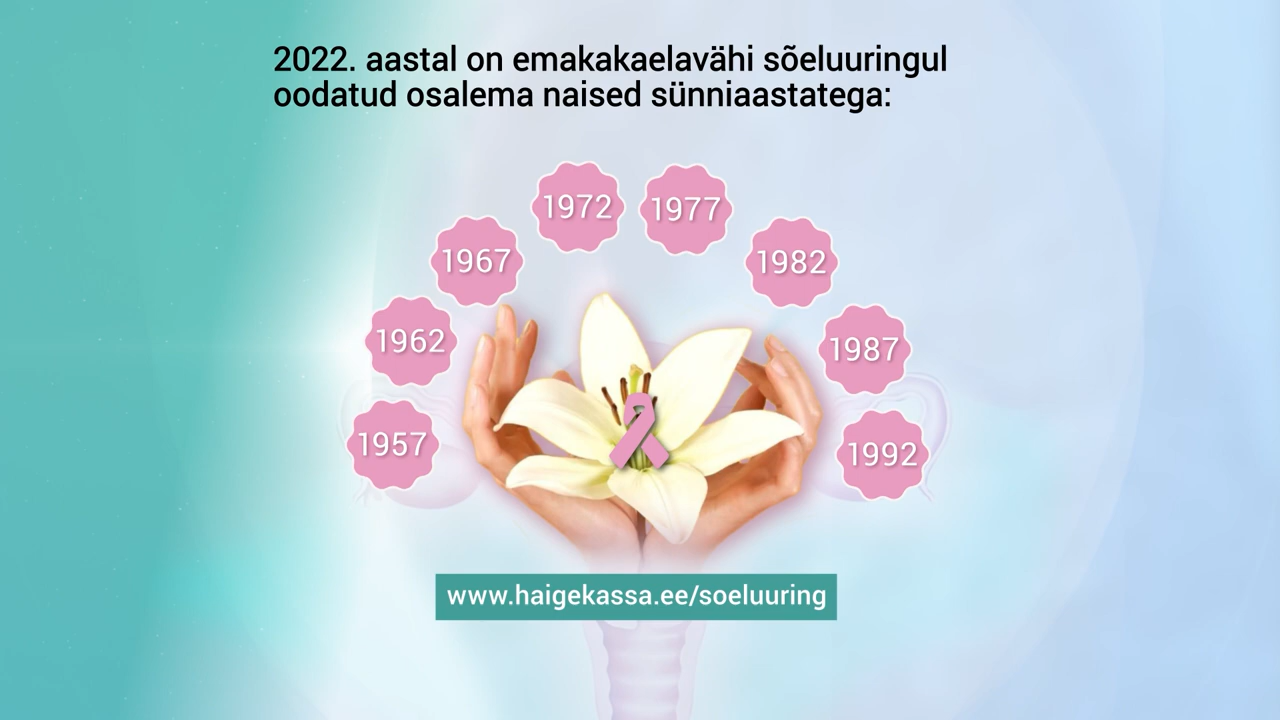 2022. aastal on emakakaelavähi sõeluuringul
oodatud osalema naised sünniaastatega:
1957
1962
1967
1972
1977
1982
1987
1992
www.haigekassa.ee/soeluuring